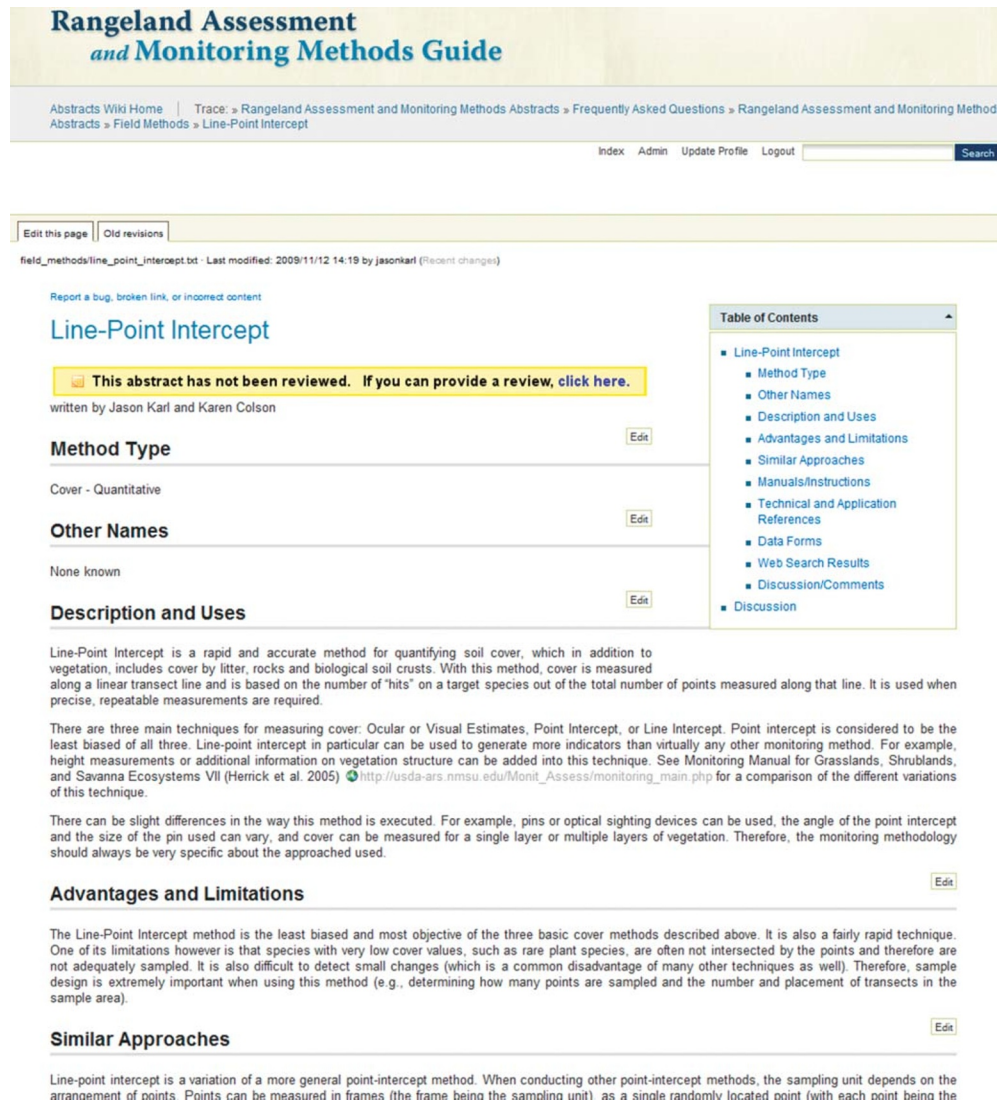 Rangeland Assessment
and Monitoring Methods Guide
Abstracts Wiki Home | Trace: » Rangeland Assessment and Monitoring Methods Abstracts » Frequently Asked Questions » Rangeland Assessment and Monitoring Method
Abstracts » Field Methods » Line-Point Intercept
Index Admin Update Profile Logout Search
Edit this page Old revisions
field_methods/line_point_intercept.txt · Last modified: 2009/11/12 14:19 by jasonkarl (Recent changes)
Report a bug, broken link, or incorrect content
Line-Point Intercept
This abstract has not been reviewed. If you can provide a review, click here.
written by Jason Karl and Karen Colson
Edit
Method Type
Cover - Quantitative
Edit
Other Names
None known
Edit
Description and Uses
Table of Contents
Line-Point Intercept
Method Type
Other Names
Description and Uses
Advantages and Limitations
Similar Approaches
Manuals/Instructions
Technical and Application
References
Data Forms
Web Search Results
Discussion/Comments
Discussion
Line-Point Intercept is a rapid and accurate method for quantifying soil cover, which in addition to
vegetation, includes cover by litter, rocks and biological soil crusts. With this method, cover is measured
along a linear transect line and is based on the number of "hits" on a target species out of the total number of points measured along that line. It is used when
precise, repeatable measurements are required.
There are three main techniques for measuring cover: Ocular or Visual Estimates, Point Intercept, or Line Intercept. Point intercept is considered to be the
least biased of all three. Line-point intercept in particular can be used to generate more indicators than virtually any other monitoring method. For example,
height measurements or additional information on vegetation structure can be added into this technique. See Monitoring Manual for Grasslands, Shrublands,
and Savanna Ecosystems VII (Herrick et al. 2005) http://usda-ars.nmsu.edu/Monit_Assess/monitoring_main.php for a comparison of the different variations
of this technique.
There can be slight differences in the way this method is executed. For example, pins or optical sighting devices can be used, the angle of the point intercept
and the size of the pin used can vary, and cover can be measured for a single layer or multiple layers of vegetation. Therefore, the monitoring methodology
should always be very specific about the approached used.
Edit
Advantages and Limitations
The Line-Point Intercept method is the least biased and most objective of the three basic cover methods described above. It is also a fairly rapid technique.
One of its limitations however is that species with very low cover values, such as rare plant species, are often not intersected by the points and therefore are
not adequately sampled. It is also difficult to detect small changes (which is a common disadvantage of many other techniques as well). Therefore, sample
design is extremely important when using this method (e.g., determining how many points are sampled and the number and placement of transects in the
sample area).
Edit
Similar Approaches
Line-point intercept is a variation of a more general point-intercept method. When conducting other point-intercept methods, the sampling unit depends on the
arrangement of points. Points can be measured in frames (the frame being the sampling unit), as a single randomly located point (with each point being the